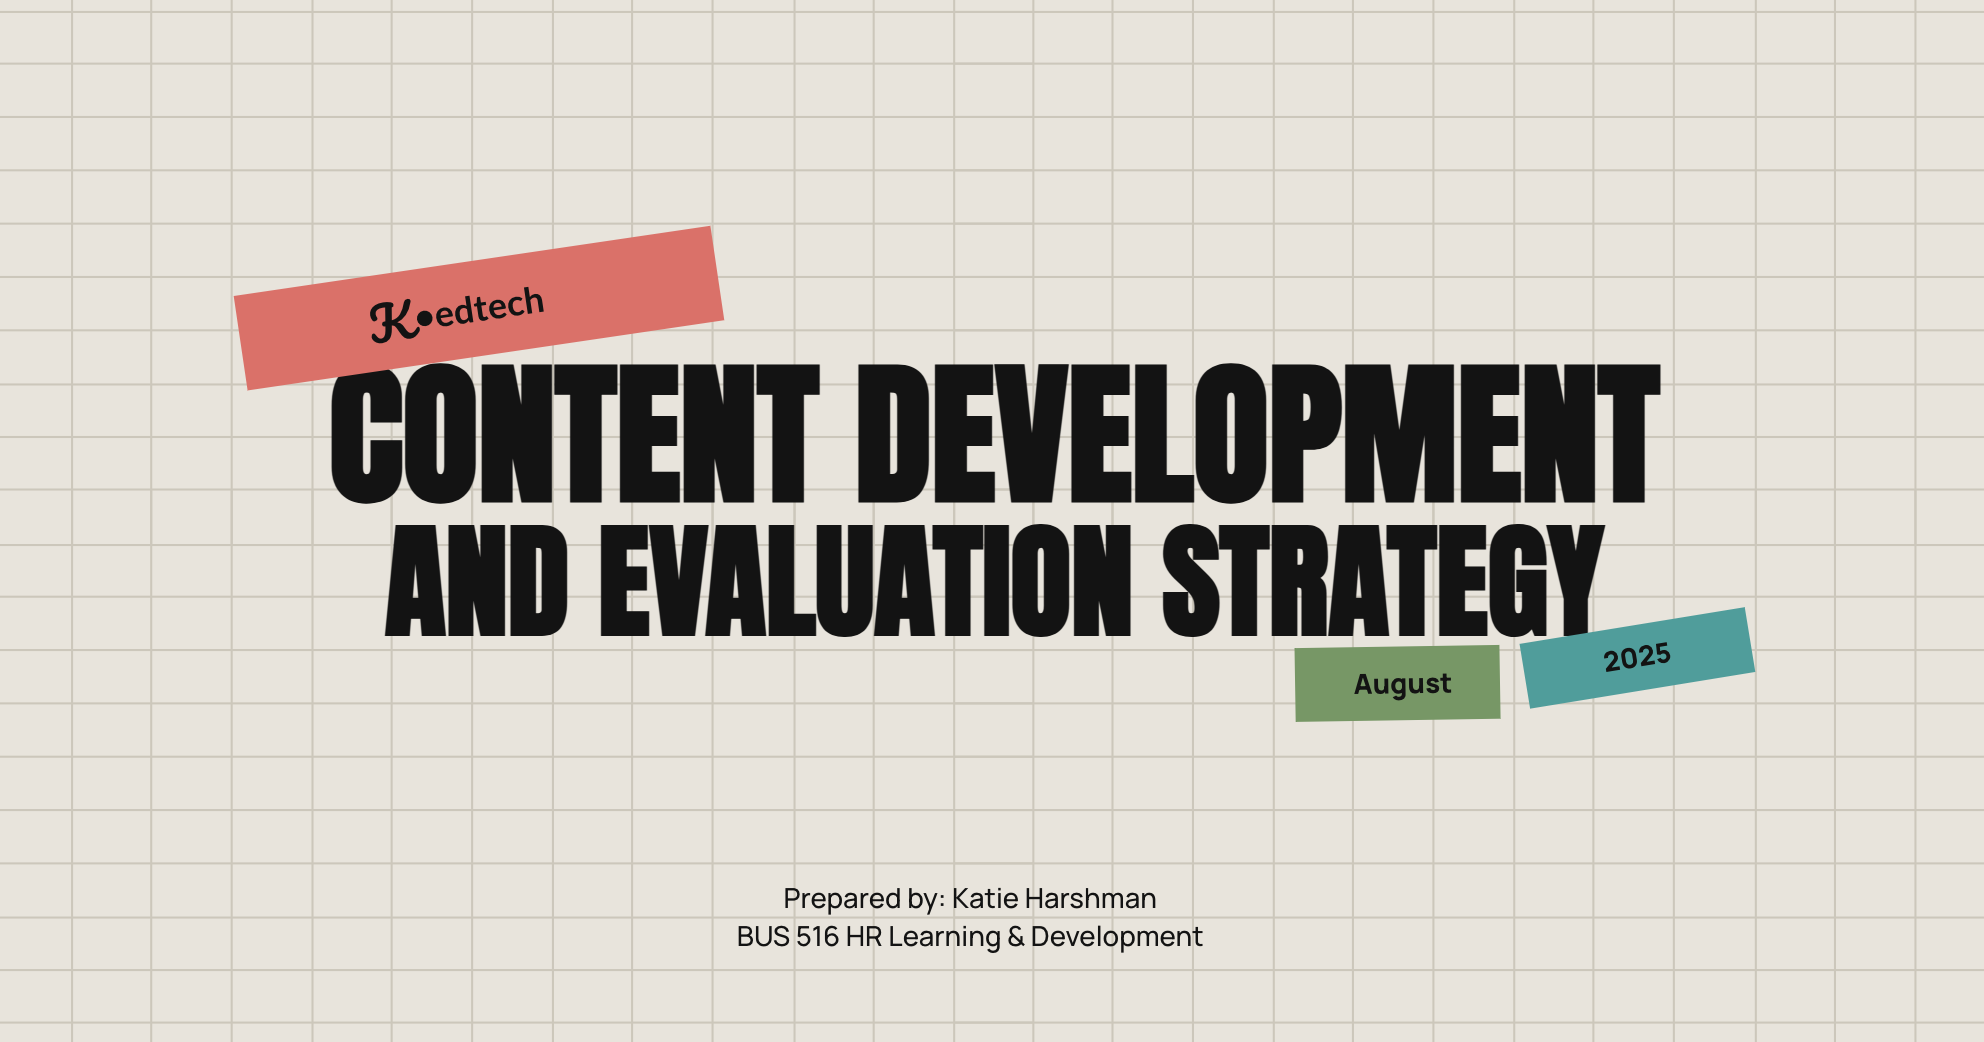 K•edtech
CONTENT DEVELOPMENT
AND EVALUATION STRATEGY
August
2025
Prepared by: Katie Harshman
BUS 516 HR Learning & Development